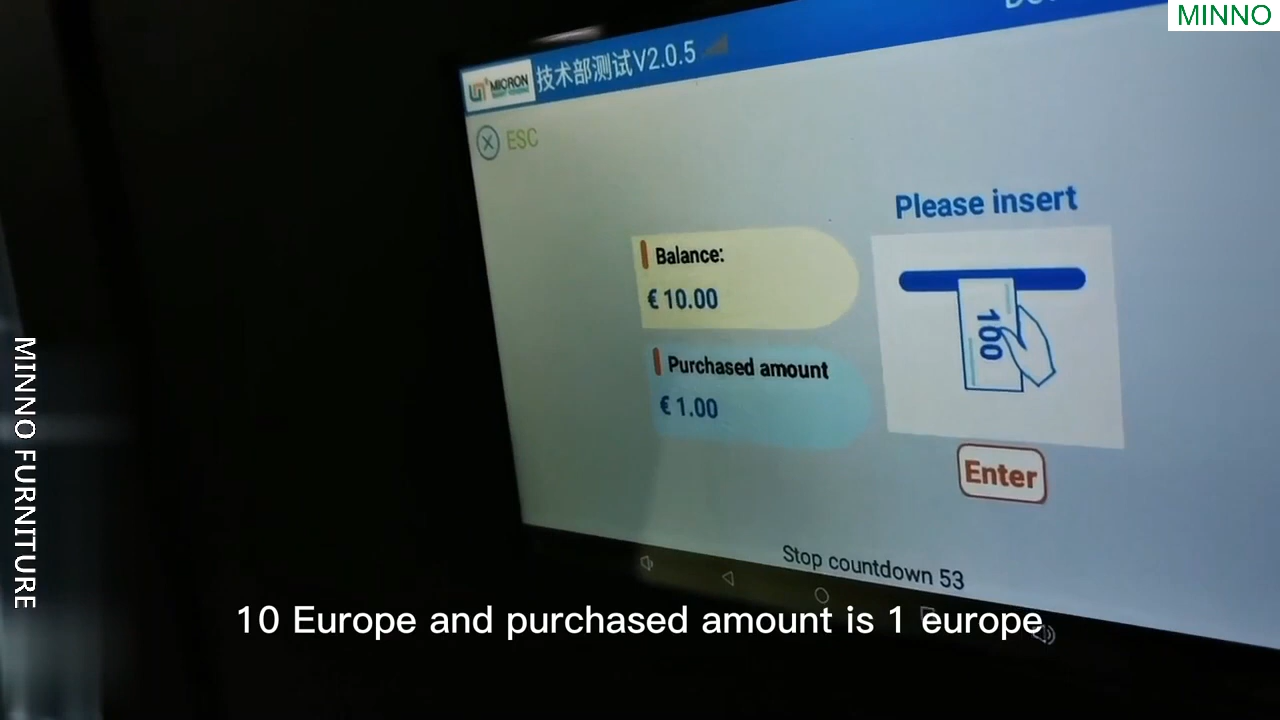 MINNO
MICRON
技术部测试V2.0.5
ESC
Please insert
Balance:
€ 10.00
100
Purchased amount
€ 1.00
Enter
Stop countdown 53
10 Europe and purchased amount is 1 europe
MINNO FURNITURE